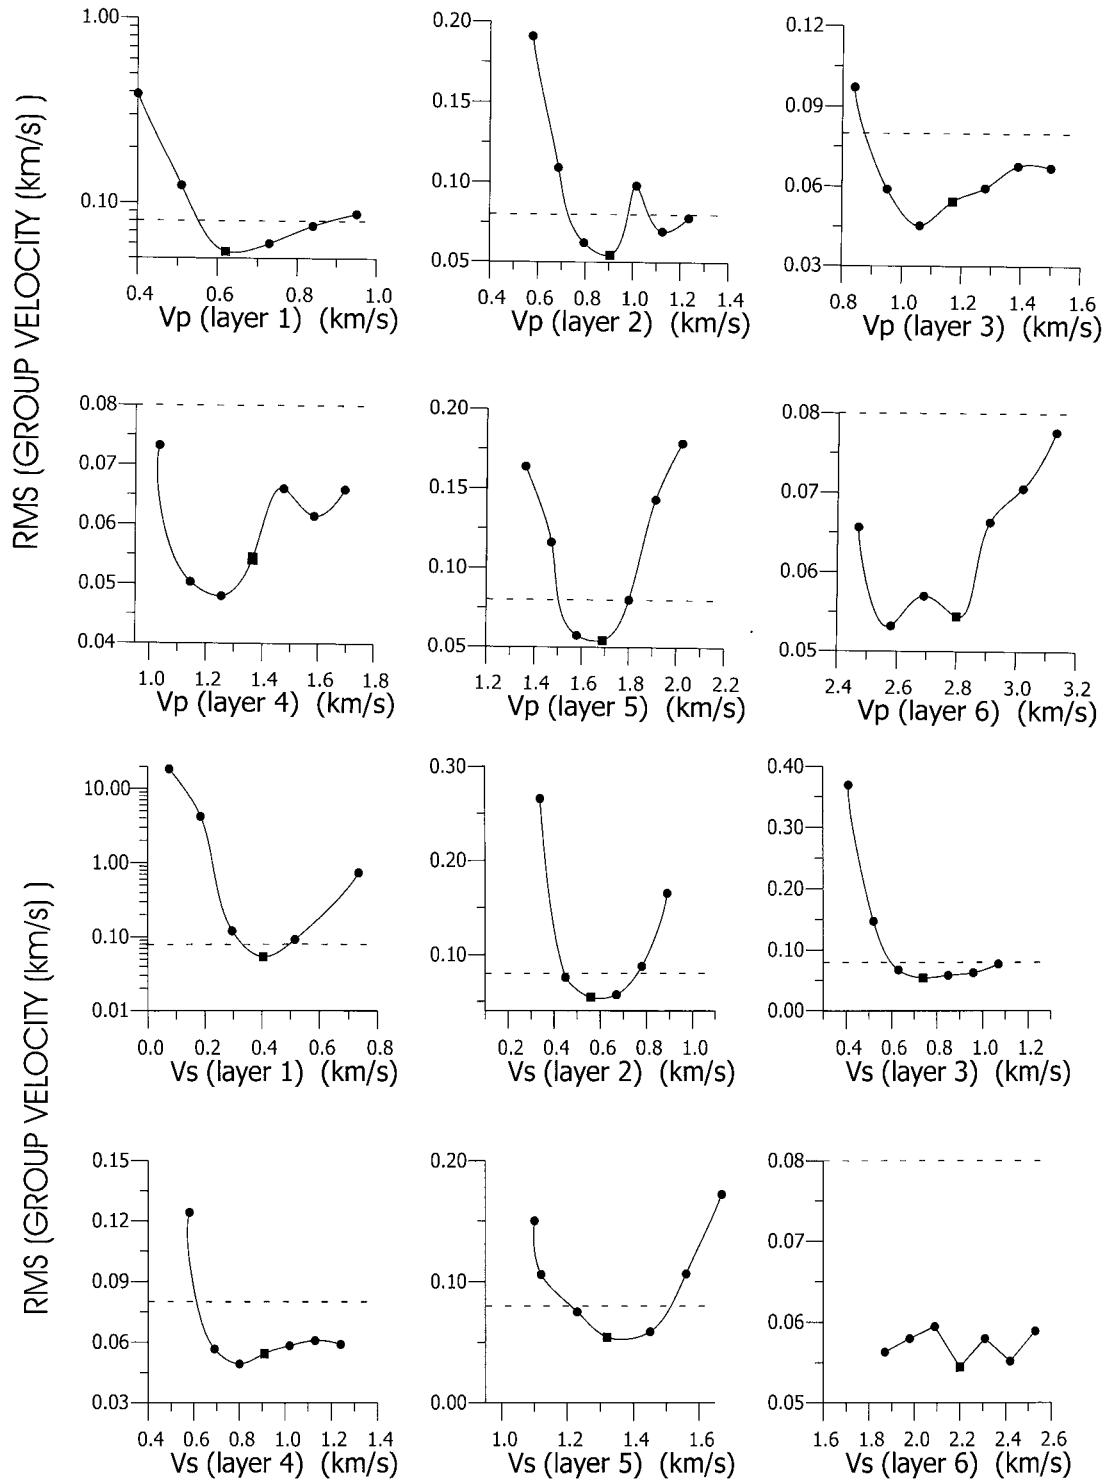 RMS (GROUP VELOCITY (km/s) )
1.00
0.10
0.4 0.6 0.8 1.0
Vp (layer 1) (km/s)
0.20
0.15
0.10
0.05
0.4 0.6 0.8 1.0 1.2 1.4
Vp (layer 2) (km/s)
0.12
0.09
0.06
0.03
0.8 1.0 1.2 1.4 1.6
Vp (layer 3) (km/s)
0.08
0.07
0.06
0.05
0.04
1.0 1.2 1.4 1.6 1.8
Vp (layer 4) (km/s)
0.20
0.15
0.10
0.05
1.2 1.4 1.6 1.8 2.0 2.2
Vp (layer 5) (km/s)
0.08
0.07
0.06
0.05
2.4 2.6 2.8 3.0 3.2
Vp (layer 6) (km/s)
RMS (GROUP VELOCITY (km/s) )
10.00
1.00
0.10
0.01
0.0 0.2 0.4 0.6 0.8
Vs (layer 1) (km/s)
0.30
0.20
0.10
0.2 0.4 0.6 0.8 1.0
Vs (layer 2) (km/s)
0.40
0.30
0.20
0.10
0.00
0.4 0.6 0.8 1.0 1.2
Vs (layer 3) (km/s)
0.15
0.12
0.09
0.06
0.03
0.4 0.6 0.8 1.0 1.2 1.4
Vs (layer 4) (km/s)
0.20
0.10
0.00
1.0 1.2 1.4 1.6
Vs (layer 5) (km/s)
0.08
0.07
0.06
0.05
1.6 1.8 2.0 2.2 2.4 2.6
Vs (layer 6) (km/s)